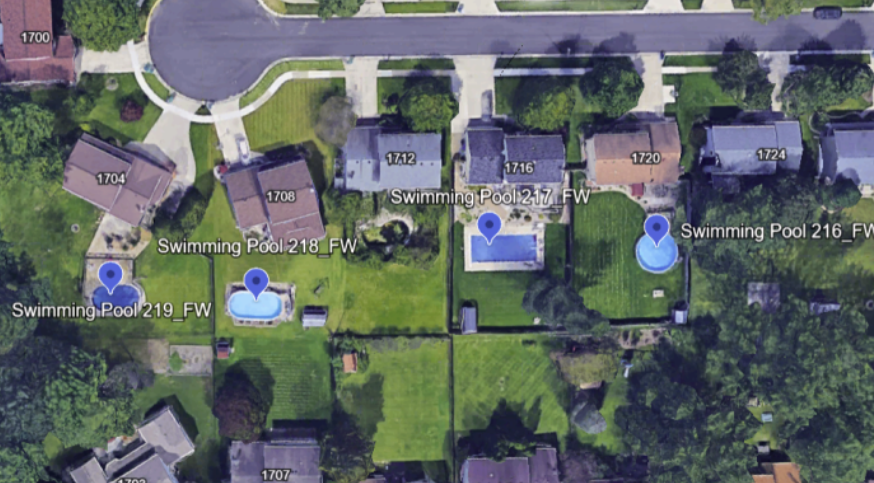 1700
1712
1716
1720
1724
1704
1708
Swimming Pool 217_FW
Swimming Pool 216_FW
Swimming Pool 218_FW
Swimming Pool 219_FW
1707